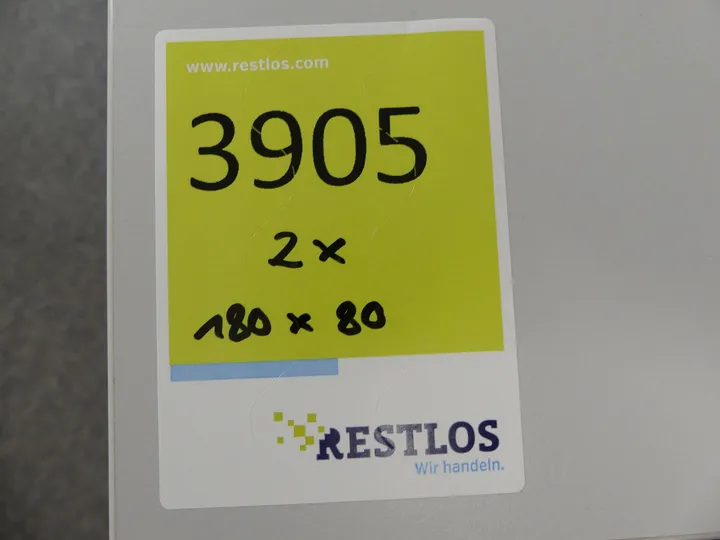 www.restlos.com
3905
2x
180 x 80
RESTLOS
Wir handeln.